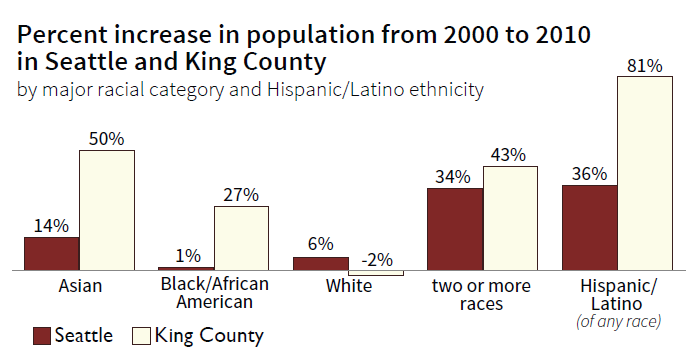 Percent increase in population from 2000 to 2010
in Seattle and King County
by major racial category and Hispanic/Latino ethnicity
14%
50%
1%
27%
6%
-2%
34%
43%
36%
81%
Asian
Black/African
American
White
two or more
races
Hispanic/
Latino
(of any race)
Seattle
King County